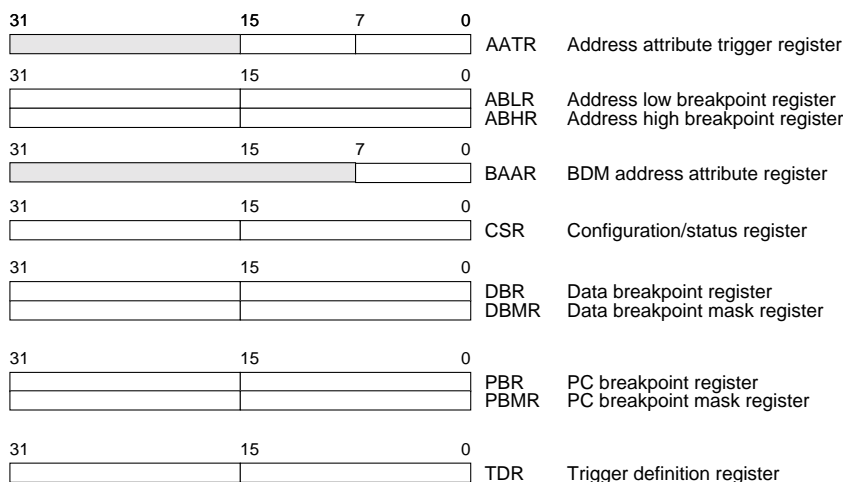 31 15 7 0
AATR Address attribute trigger register
31 15 0
ABLR Address low breakpoint register
ABHR Address high breakpoint register
31 15 7 0
BAAR BDM address attribute register
31 15 0
CSR Configuration/status register
31 15 0
DBR Data breakpoint register
DBMR Data breakpoint mask register
31 15 0
PBR PC breakpoint register
PBMR PC breakpoint mask register
31 15 0
TDR Trigger definition register